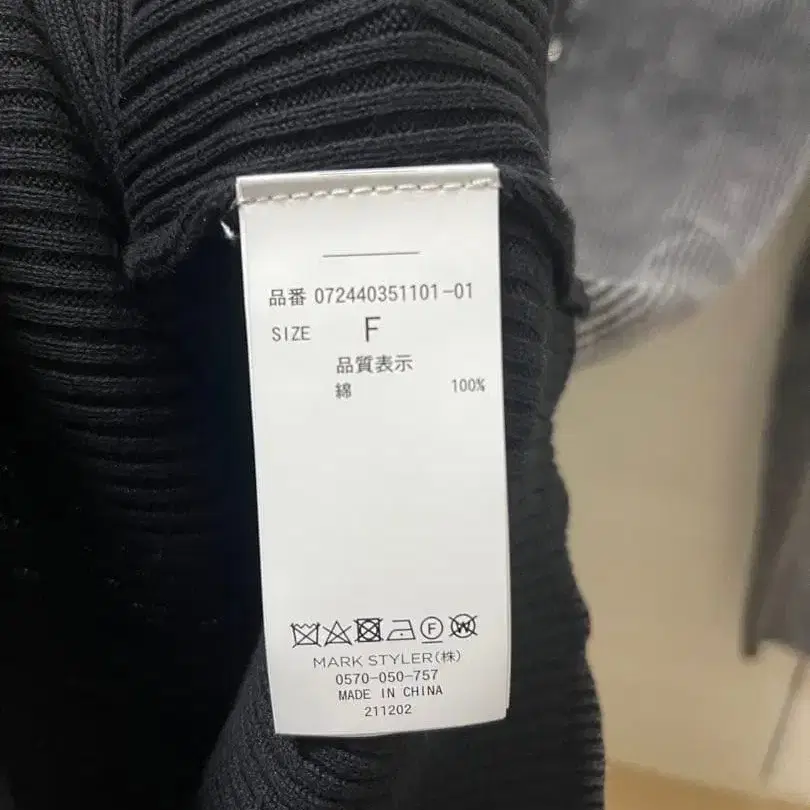 品番 072440351101-01
SIZE F
品質表示
綿 100%
F W
MARK STYLER(株)
0570-050-757
MADE IN CHINA
211202